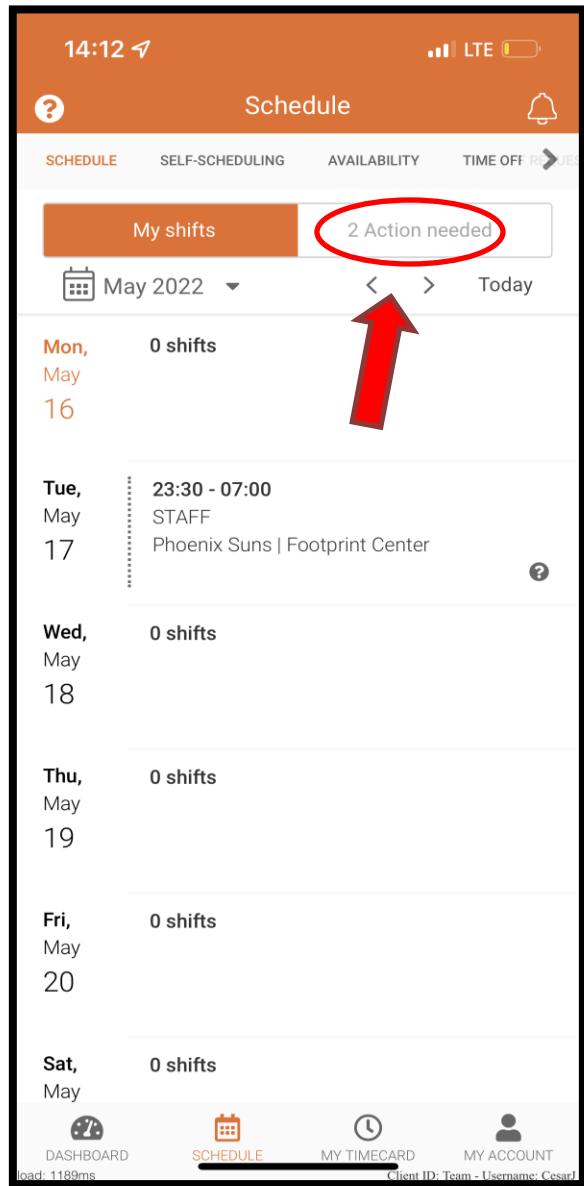 14:12 LTE
Schedule
SCHEDULE SELF-SCHEDULING AVAILABILITY TIME OFF REQUES
My shifts 2 Action needed
May 2022 < > Today
Mon, 0 shifts
May
16
Tue, 23:30 - 07:00
May STAFF
17 Phoenix Suns | Footprint Center
Wed, 0 shifts
May
18
Thu, 0 shifts
May
19
Fri, 0 shifts
May
20
Sat, 0 shifts
May
DASHBOARD SCHEDULE MY TIMECARD MY ACCOUNT
load: 1189ms Client ID: Team - Username: CesarJ